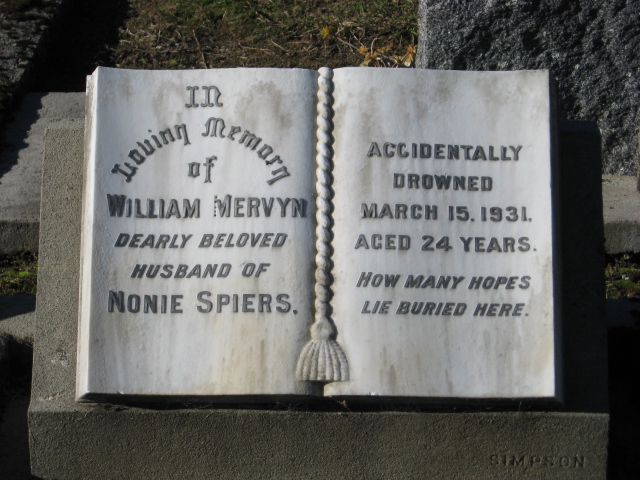 IN
Loving Memory
of
WILLIAM MERVYN
DEARLY BELOVED
HUSBAND OF
NONIE SPIERS.
ACCIDENTALLY
DROWNED
MARCH 15. 1931.
AGED 24 YEARS.
HOW MANY HOPES
LIE BURIED HERE.
SIMPSON